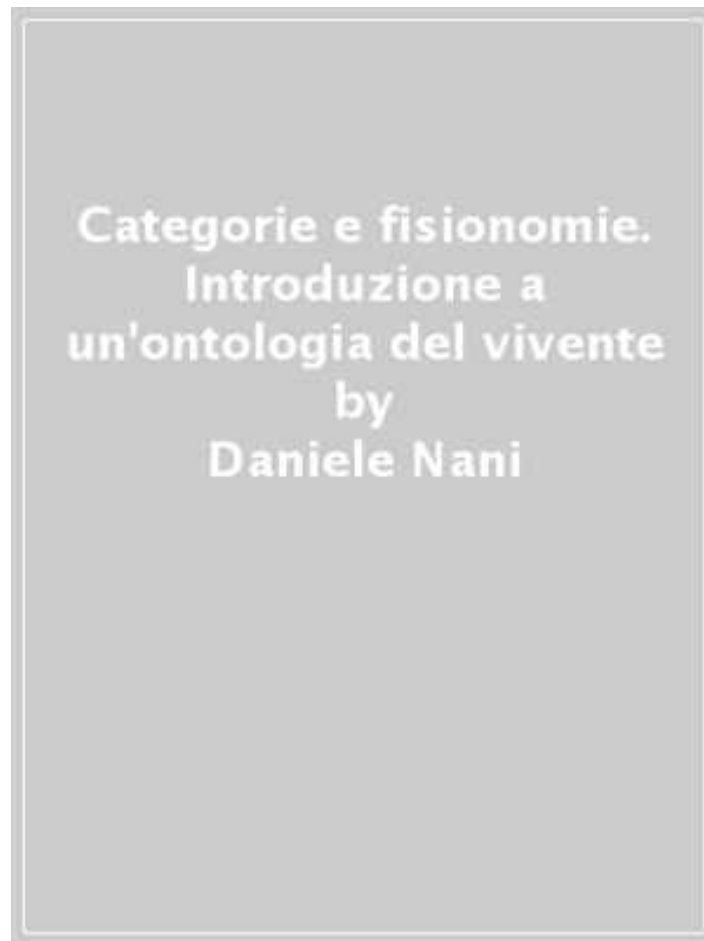 Categorie e fisionomie.
Introduzione a
un'ontologia del vivente
by
Daniele Nani